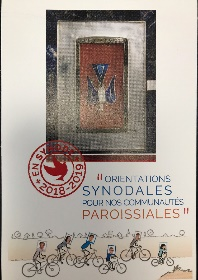 EN SYNODE
2018-2019
"ORIENTATIONS
SYNODALES
POUR NOS COMMUNAUTÉS
PAROISSIALES"